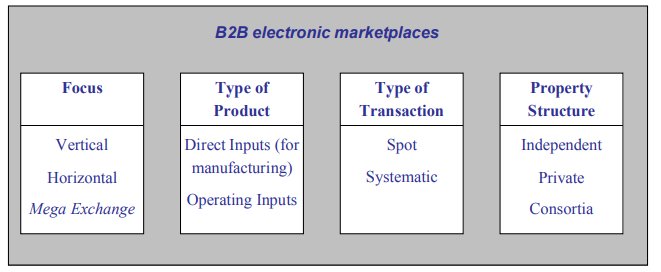 B2B electronic marketplaces
Focus
Vertical
Horizontal
Mega Exchange
Type of
Product
Direct Inputs (for
manufacturing)
Operating Inputs
Type of
Transaction
Spot
Systematic
Property
Structure
Independent
Private
Consortia